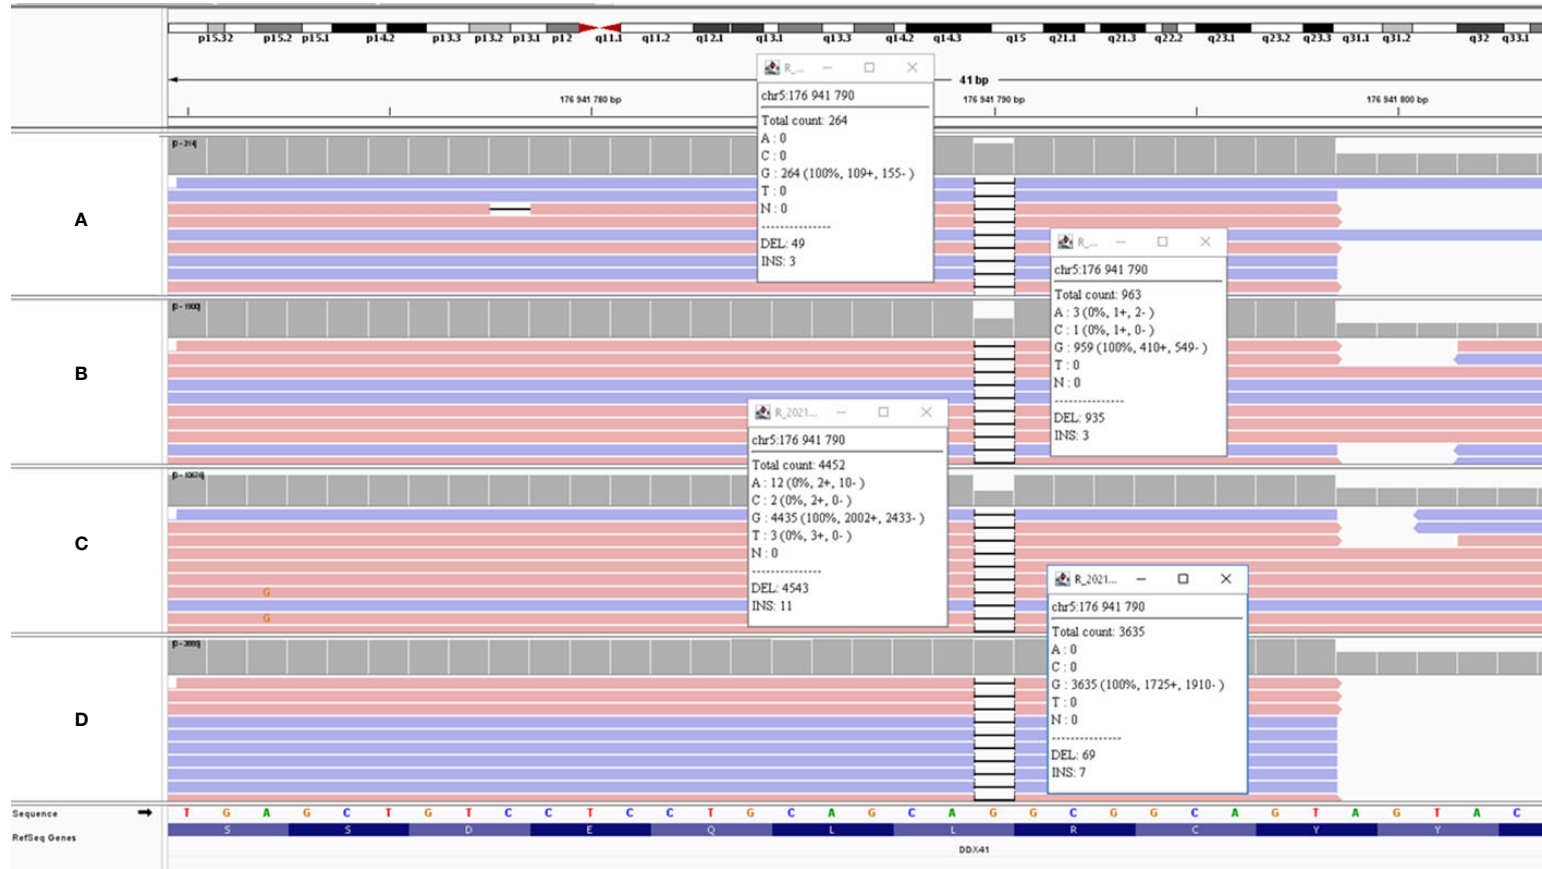 p15.32 p15.2 p15.1 p14.2 p13.3 p13.2 p13.1 p12 q11.1 q11.2 q12.1 q13.1 q13.3 q14.2 q14.3 q15 q21.1 q21.3 q22.2 q23.1 q23.2 q23.3 q31.1 q31.2 q32 q33.1
41 bp
176 941 780 bp 176 941 790 bp 176 941 800 bp
R_...
chr5:176 941 790
Total count: 264
A : 0
C : 0
G : 264 (100%, 109+, 155- )
T : 0
N : 0
---------------
DEL: 49
INS: 3
[0 - 314]
A
R_...
chr5:176 941 790
Total count: 963
A : 3 (0%, 1+, 2- )
C : 1 (0%, 1+, 0- )
G : 959 (100%, 410+, 549- )
T : 0
N : 0
---------------
DEL: 935
INS: 3
[0 - 1900]
B
R_2021...
chr5:176 941 790
Total count: 4452
A : 12 (0%, 2+, 10- )
C : 2 (0%, 2+, 0- )
G : 4435 (100%, 2002+, 2433- )
T : 3 (0%, 3+, 0- )
N : 0
---------------
DEL: 4543
INS: 11
C
G
G
R_2021...
chr5:176 941 790
Total count: 3635
A : 0
C : 0
G : 3635 (100%, 1725+, 1910- )
T : 0
N : 0
---------------
DEL: 69
INS: 7
D
Sequence T G A G C T G T C C T C C T G C A G C A G G C G G C A G T A G T A C
RefSeq Genes S S D E Q L L R C Y Y
DDX41